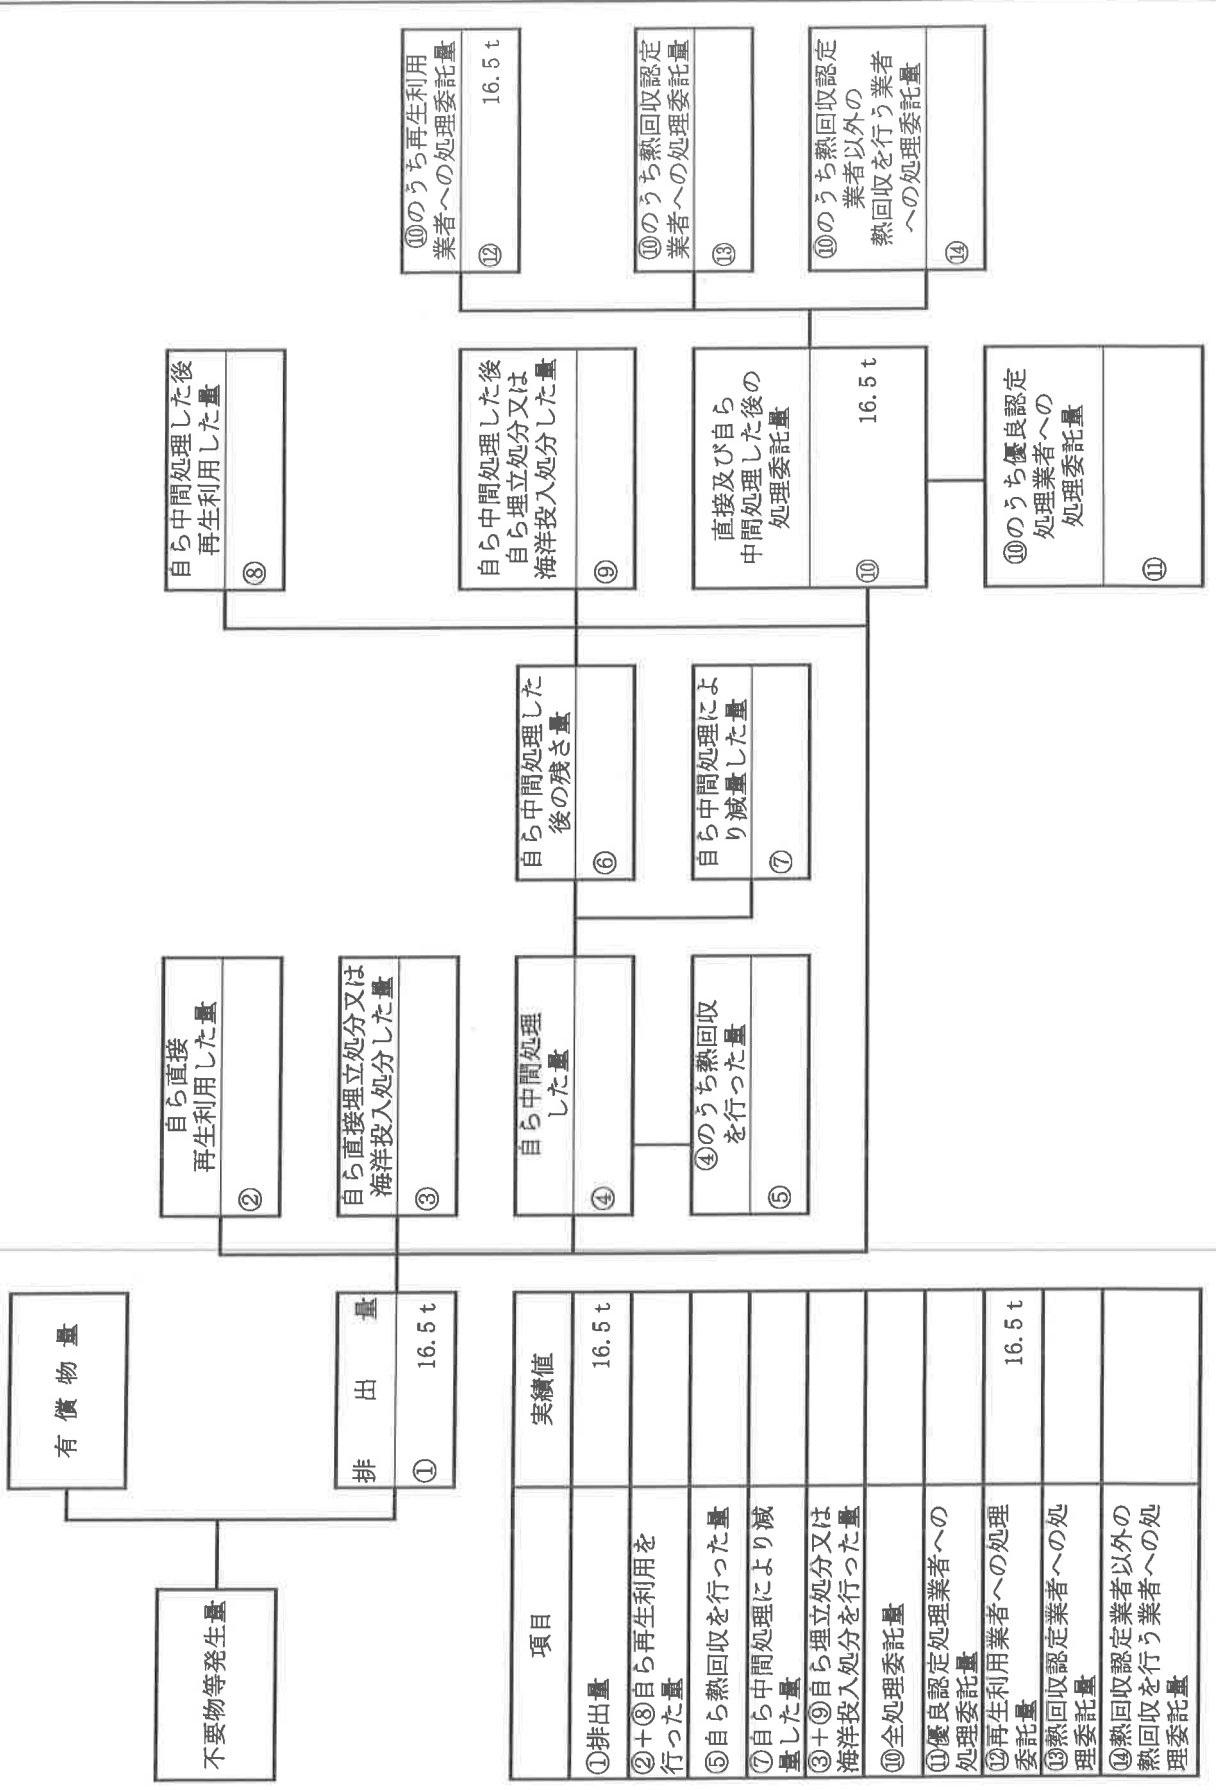 不要物等発生量
有償物量
排出量
① 16.5t
自ら直接
再生利用した量
②
自ら直接埋立処分又は
海洋投入処分した量
③
自ら中間処理
した量
④
④のうち熱回収
を行った量
⑤
自ら中間処理した
後の残さ量
⑥
自ら中間処理によ
り減量した量
⑦
自ら中間処理した後
再生利用した量
⑧
自ら中間処理した後
自ら埋立処分又は
海洋投入処分した量
⑨
直接及び自ら
中間処理した後の
処理委託量
⑩ 16.5t
⑩のうち優良認定
処理業者への
処理委託量
⑪
⑩のうち再生利用
業者への処理委託量
⑫ 16.5t
⑩のうち熱回収認定
業者への処理委託量
⑬
⑩のうち熱回収認定
業者以外の
熱回収を行う業者
への処理委託量
⑭
項目 実績値
①排出量 16.5t
②+⑧自ら再生利用を
行った量
⑤自ら熱回収を行った量
⑦自ら中間処理により減
量した量
③+⑨自ら埋立処分又は
海洋投入処分を行った量
⑩全処理委託量
⑪優良認定処理業者への
処理委託量
⑫再生利用業者への処理
委託量 16.5t
⑬熱回収認定業者への処
理委託量
⑭熱回収認定業者以外の
熱回収を行う業者への処
理委託量